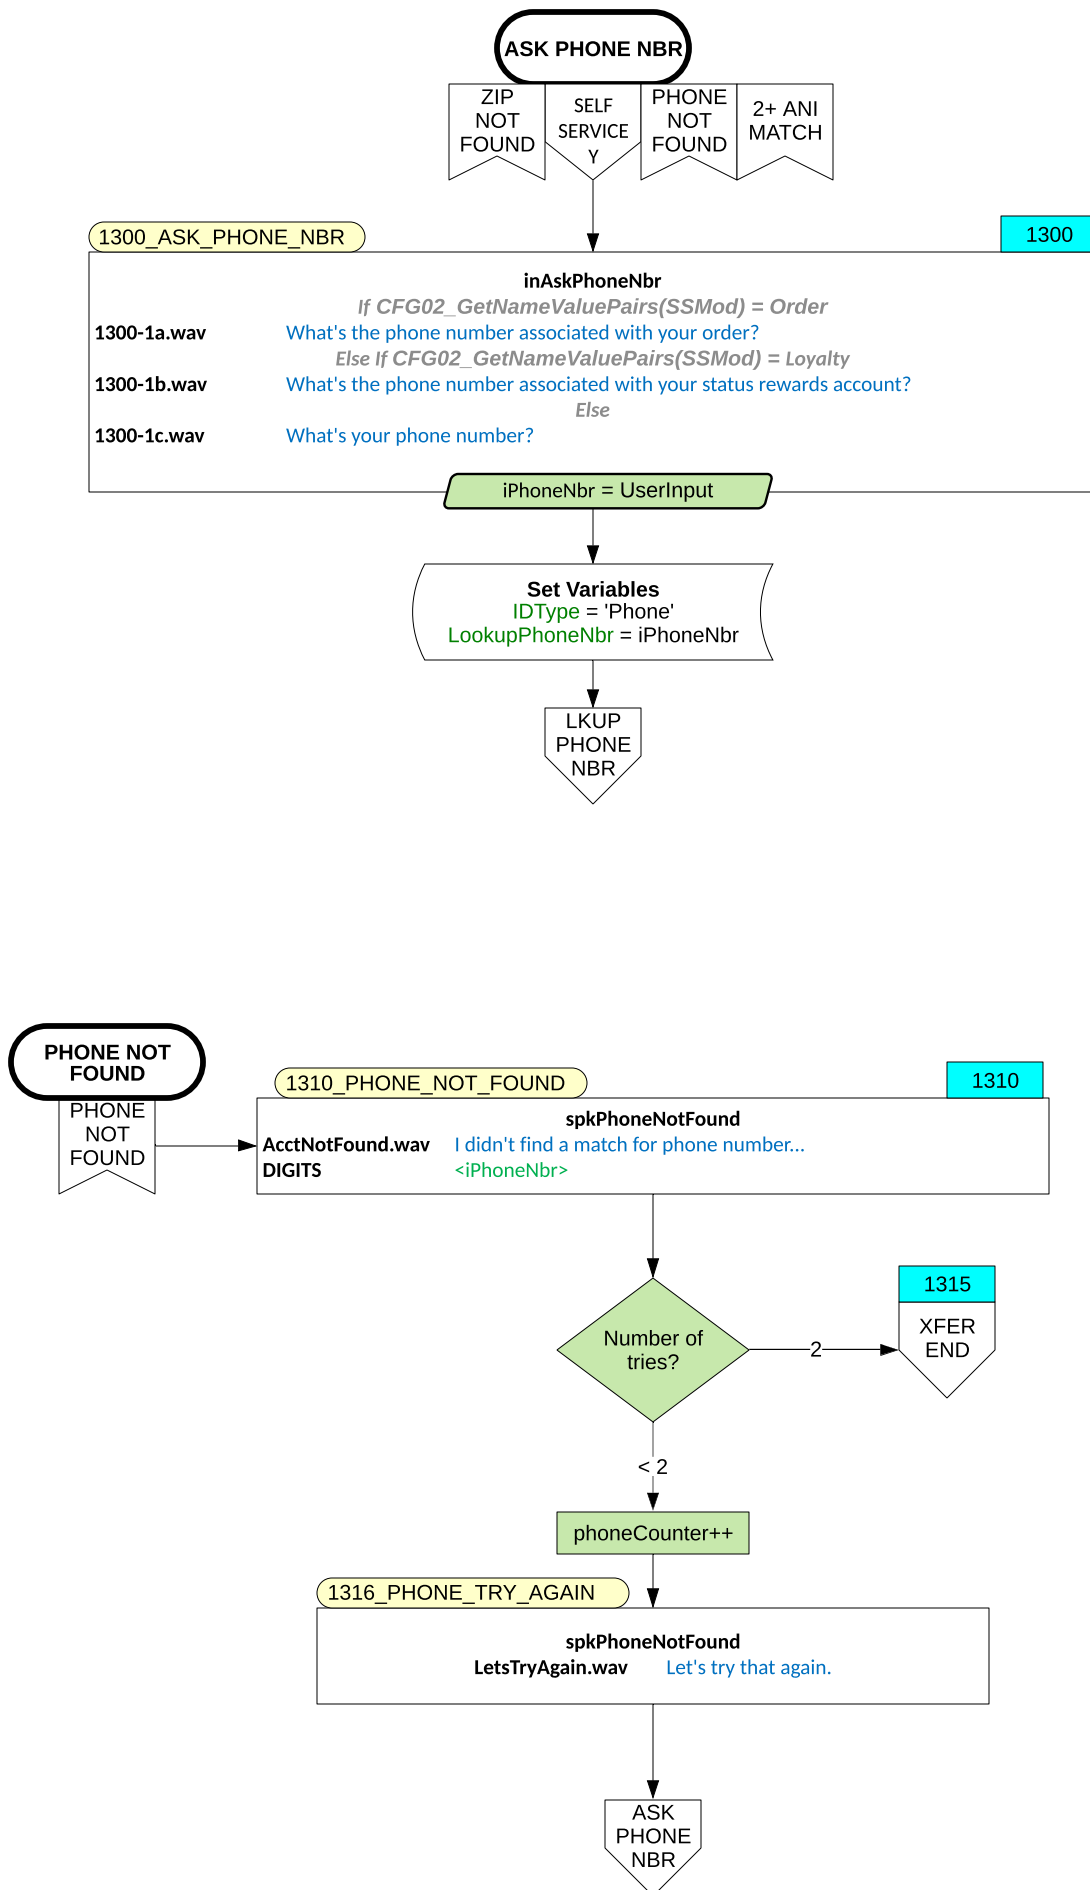 ASK PHONE NBR
ZIP
NOT
FOUND
SELF
SERVICE
Y
PHONE
NOT
FOUND
2+ ANI
MATCH
1300_ASK_PHONE_NBR
1300
inAskPhoneNbr
If CFG02_GetNameValuePairs(SSMod) = Order
1300-1a.wav What's the phone number associated with your order?
Else If CFG02_GetNameValuePairs(SSMod) = Loyalty
1300-1b.wav What's the phone number associated with your status rewards account?
Else
1300-1c.wav What's your phone number?
iPhoneNbr = UserInput
Set Variables
IDType = 'Phone'
LookupPhoneNbr = iPhoneNbr
LKUP
PHONE
NBR
PHONE NOT
FOUND
PHONE
NOT
FOUND
1310_PHONE_NOT_FOUND
1310
spkPhoneNotFound
AcctNotFound.wav I didn't find a match for phone number...
DIGITS <iPhoneNbr>
Number of
tries?
2
1315
XFER
END
< 2
phoneCounter++
1316_PHONE_TRY_AGAIN
spkPhoneNotFound
LetsTryAgain.wav Let's try that again.
ASK
PHONE
NBR